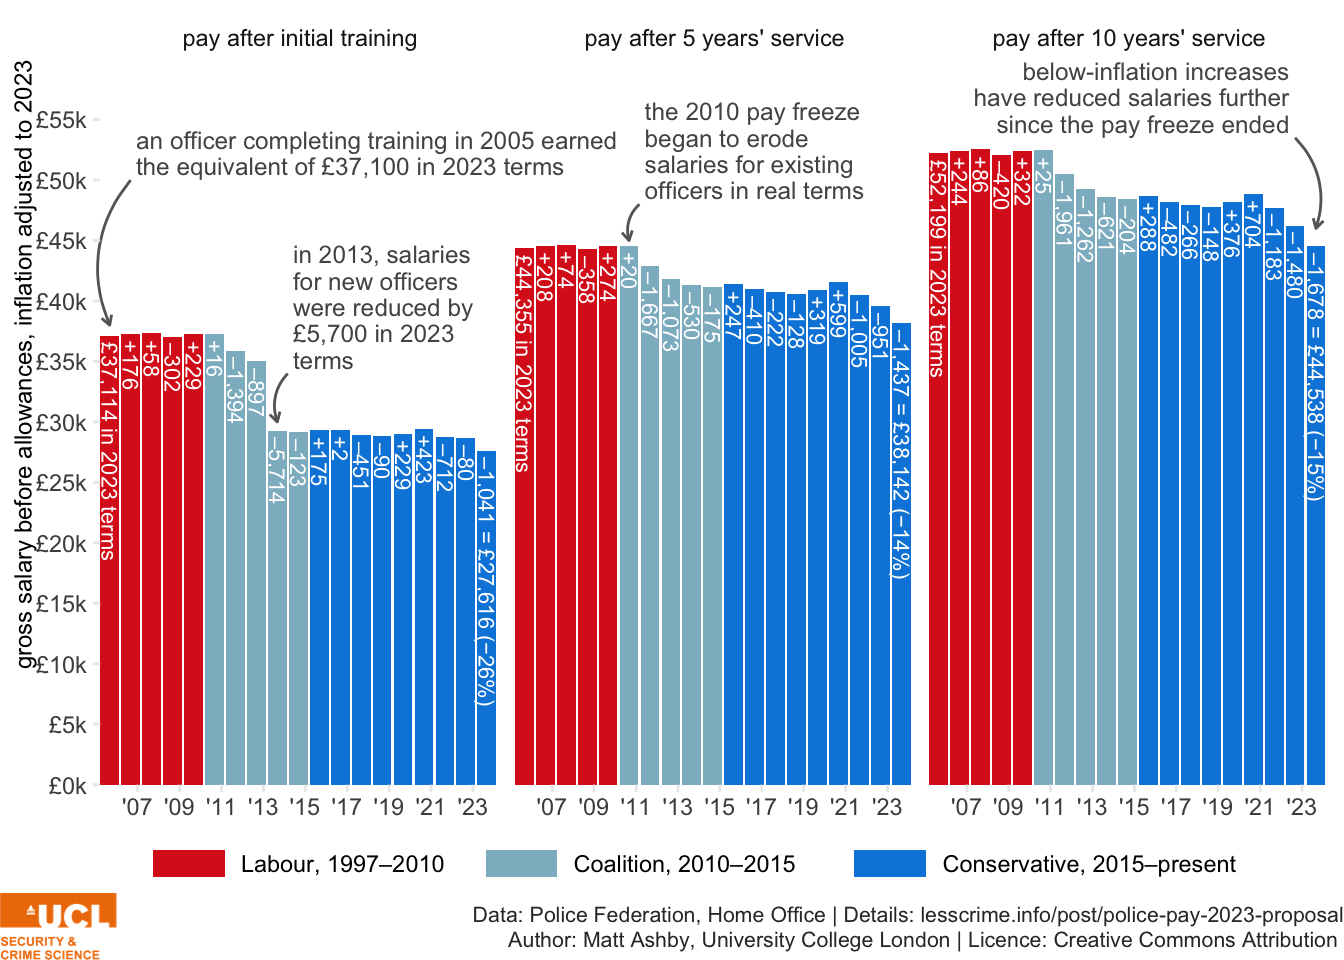 pay after initial training
pay after 5 years' service
pay after 10 years' service
gross salary before allowances, inflation adjusted to 2023
£55k
£50k
£45k
£40k
£35k
£30k
£25k
£20k
£15k
£10k
£5k
£0k
an officer completing training in 2005 earned
the equivalent of £37,100 in 2023 terms
in 2013, salaries
for new officers
were reduced by
£5,700 in 2023
terms
£37,114 in 2023 terms
+176
+58
−302
+229
+16
−1,394
−897
−5,714
−123
+175
+2
−451
−90
+229
+423
−712
−80
−1,041 = £27,616 (−26%)
'07
'09
'11
'13
'15
'17
'19
'21
'23
the 2010 pay freeze
began to erode
salaries for existing
officers in real terms
£44,355 in 2023 terms
+208
+74
−358
+274
+20
−1,667
−1,073
−530
−175
+247
−410
−222
−128
+319
+599
−1,005
−951
−1,437 = £38,142 (−14%)
'07
'09
'11
'13
'15
'17
'19
'21
'23
below-inflation increases
have reduced salaries further
since the pay freeze ended
£52,199 in 2023 terms
+244
+86
−420
+322
+25
−1,961
−1,262
−621
−204
+288
−482
−266
−148
+376
+704
−1,183
−1,480
−1,678 = £44,538 (−15%)
'07
'09
'11
'13
'15
'17
'19
'21
'23
Labour, 1997–2010
Coalition, 2010–2015
Conservative, 2015–present
UCL
SECURITY &
CRIME SCIENCE
Data: Police Federation, Home Office | Details: lesscrime.info/post/police-pay-2023-proposal
Author: Matt Ashby, University College London | Licence: Creative Commons Attribution